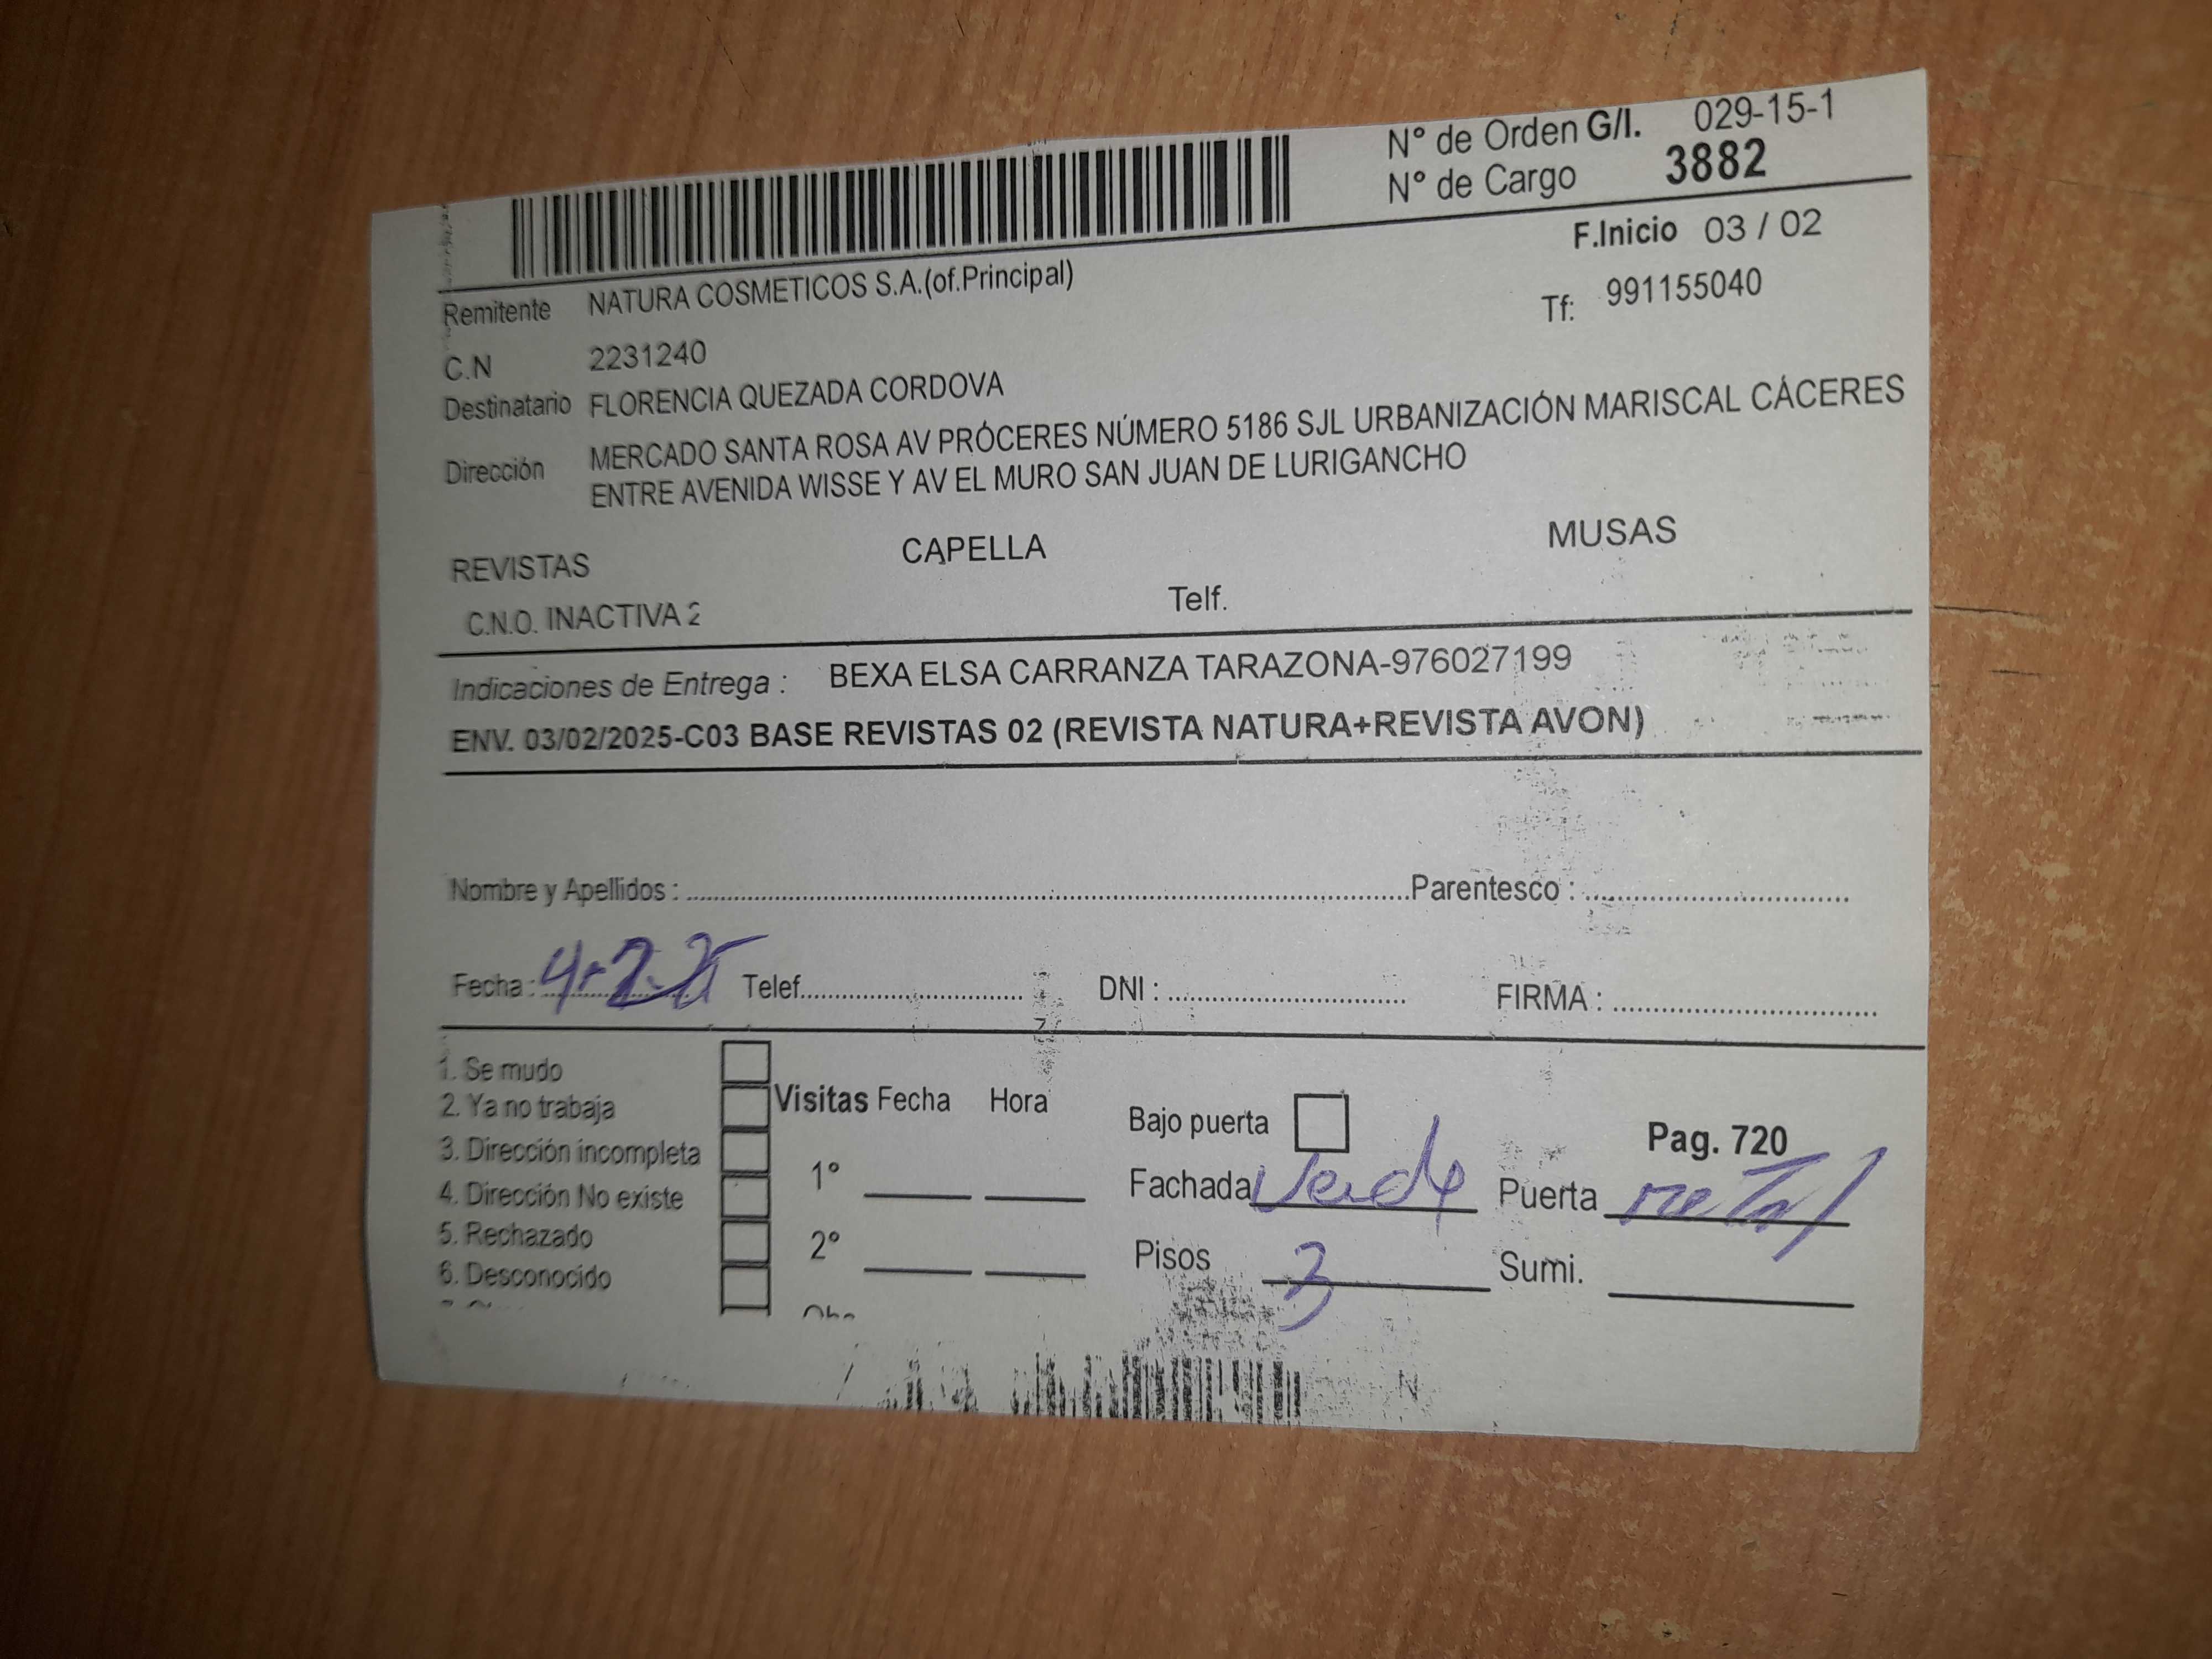 N° de Orden G/I. 029-15-1
N° de Cargo 3882
F.Inicio 03 / 02
Remitente NATURA COSMETICOS S.A.(of.Principal)
Tf: 991155040
C.N 2231240
Destinatario FLORENCIA QUEZADA CORDOVA
Dirección MERCADO SANTA ROSA AV PRÓCERES NÚMERO 5186 SJL URBANIZACIÓN MARISCAL CÁCERES
ENTRE AVENIDA WISSE Y AV EL MURO SAN JUAN DE LURIGANCHO
REVISTAS CAPELLA MUSAS
C.N.O. INACTIVA 2 Telf.
Indicaciones de Entrega : BEXA ELSA CARRANZA TARAZONA-976027199
ENV. 03/02/2025-C03 BASE REVISTAS 02 (REVISTA NATURA+REVISTA AVON)
Nombre y Apellidos : Parentesco :
Fecha : 4-2-25 Telef. DNI : FIRMA :
1. Se mudo
2. Ya no trabaja
3. Dirección incompleta
4. Dirección No existe
5. Rechazado
6. Desconocido
Visitas Fecha Hora
1°
2°
Bajo puerta
Pag. 720
Fachada Verde Puerta metal
Pisos 3 Sumi.